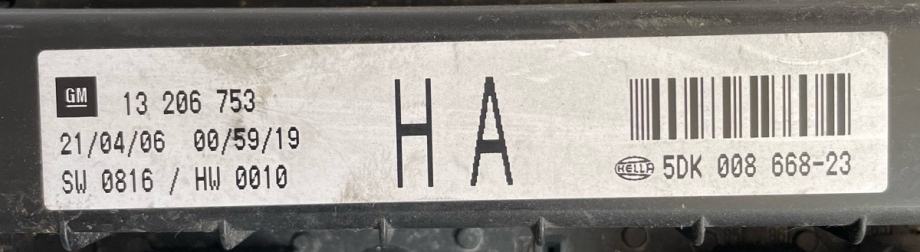 GM 13 206 753
21/04/06 00/59/19
SW 0816 / HW 0010
HA
HELLA 5DK 008 668-23